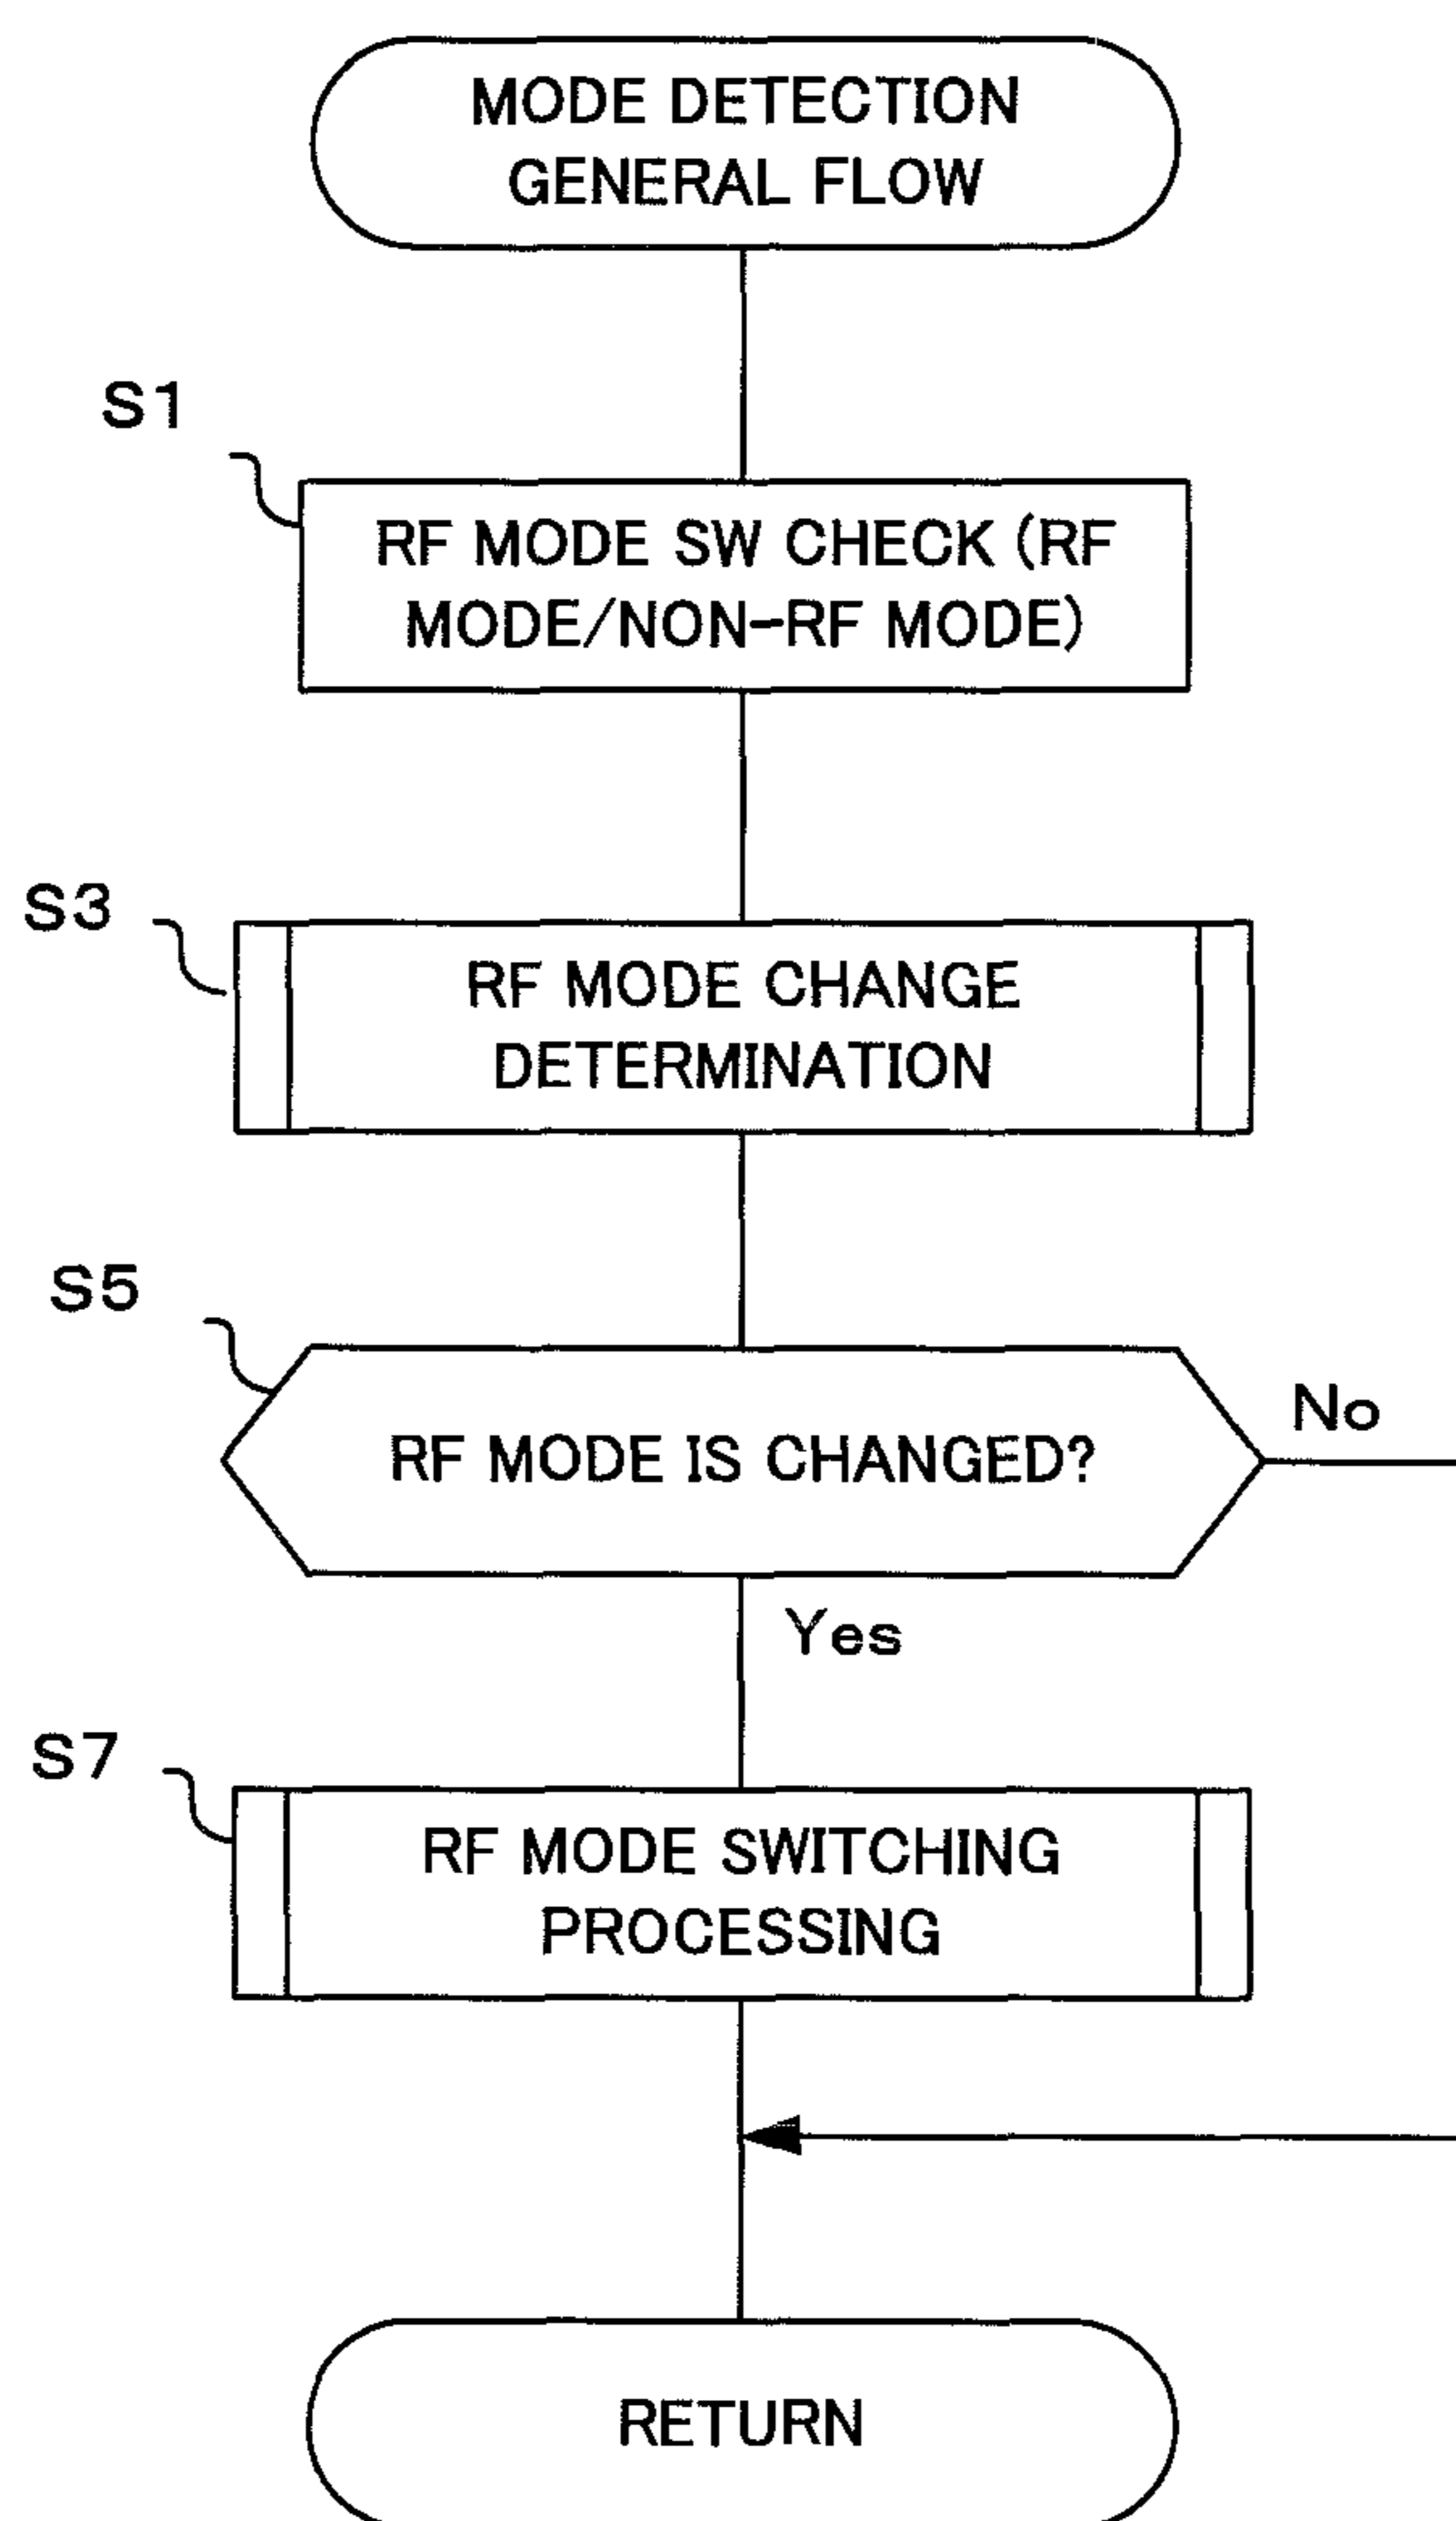 MODE DETECTION
GENERAL FLOW
S1
RF MODE SW CHECK (RF
MODE/NON-RF MODE)
S3
RF MODE CHANGE
DETERMINATION
S5
RF MODE IS CHANGED?
No
Yes
S7
RF MODE SWITCHING
PROCESSING
RETURN